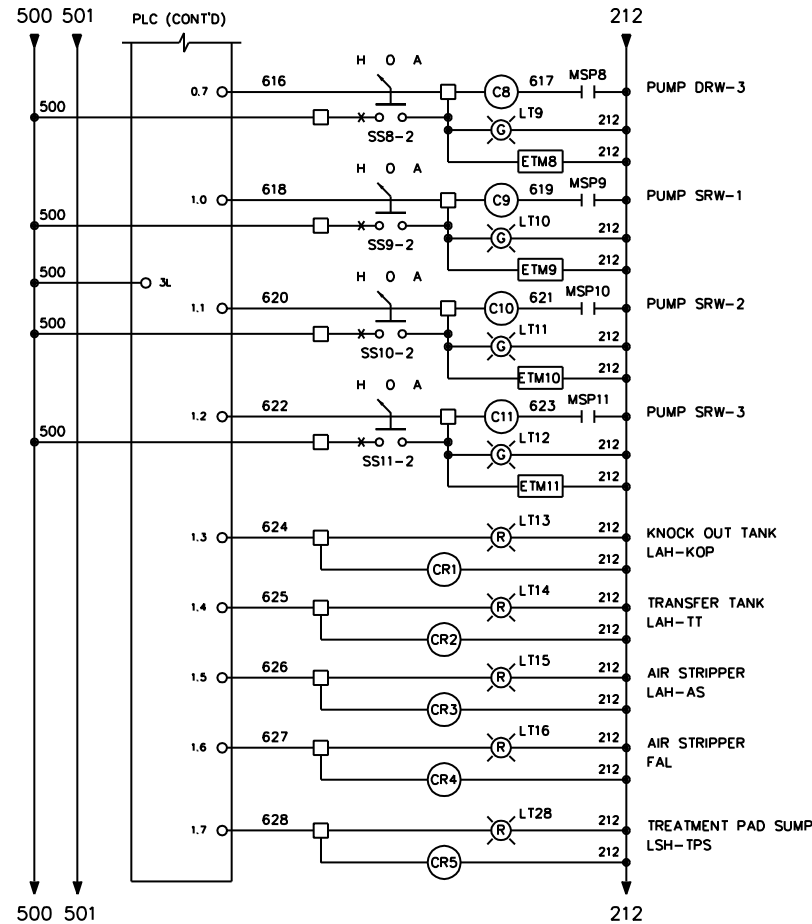 500 501 PLC (CONT'D) 212
H O A
0.7 616 C8 617 MSP8 PUMP DRW-3
500 SS8-2 G LT9 212
ETM8 212
H O A
1.0 618 C9 619 MSP9 PUMP SRW-1
500 SS9-2 G LT10 212
ETM9 212
500 3L
H O A
1.1 620 C10 621 MSP10 PUMP SRW-2
500 SS10-2 G LT11 212
ETM10 212
H O A
1.2 622 C11 623 MSP11 PUMP SRW-3
500 SS11-2 G LT12 212
ETM11 212
1.3 624 R LT13 212 KNOCK OUT TANK
LAH-KOP
CR1 212
1.4 625 R LT14 212 TRANSFER TANK
LAH-TT
CR2 212
1.5 626 R LT15 212 AIR STRIPPER
LAH-AS
CR3 212
1.6 627 R LT16 212 AIR STRIPPER
FAL
CR4 212
1.7 628 R LT28 212 TREATMENT PAD SUMP
LSH-TPS
CR5 212
500 501 212